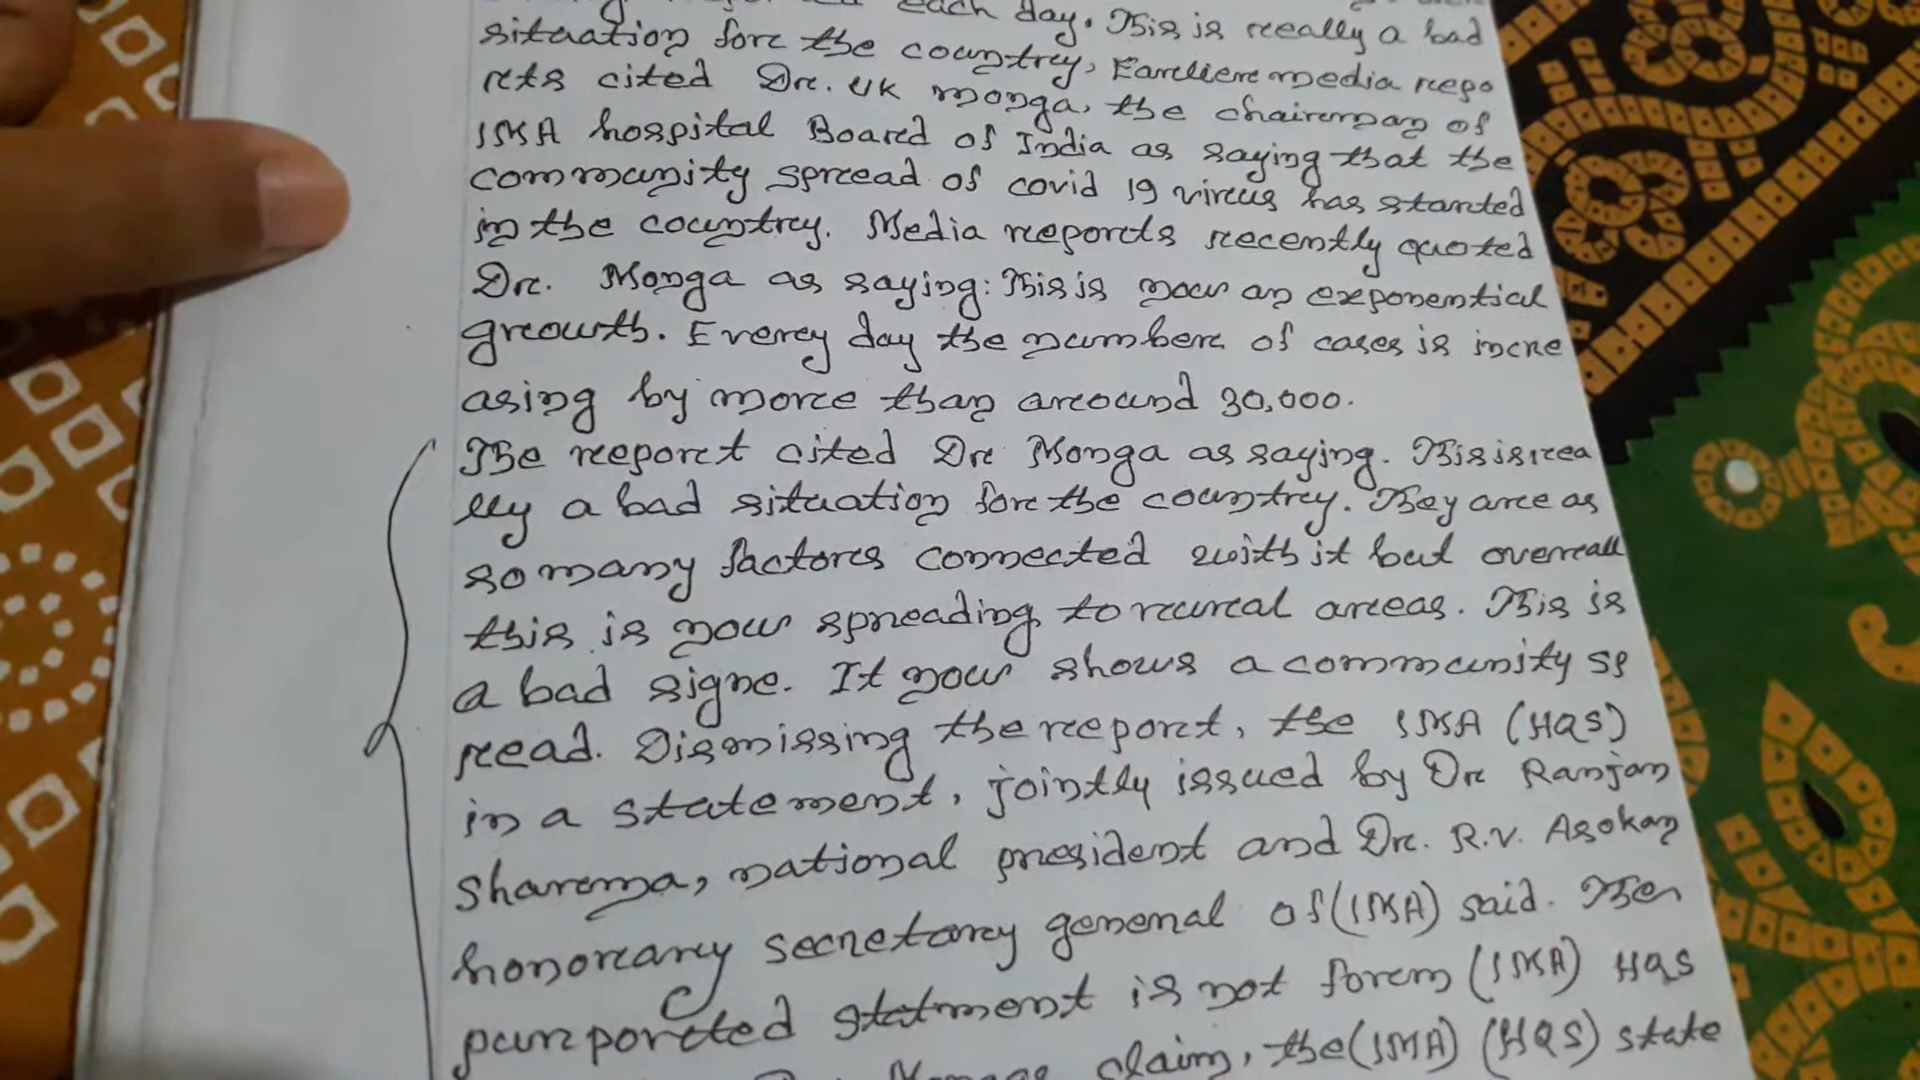 each day. This is really a bad
situation for the country, Earlier media repo
rts cited Dr. UK Monga, the chairman of
IMA hospital Board of India as saying that the
community spread of covid 19 virus has started
in the country. Media reports recently quoted
Dr. Monga as saying: This is now an exponential
growth. Every day the number of cases is incre
asing by more than around 30,000.
The report cited Dr Monga as saying. This is rea
lly a bad situation for the country. They are as
so many factors connected with it but overall
this is now spreading to rural areas. This is
a bad signe. It now shows a community sp
read. Dismissing the report, the IMA (HQS)
in a statement, jointly issued by Dr Ranjan
sharma, national president and Dr. R.V. Asokan
honorary secretary general of (IMA) said. The
purported statment is not form (IMA) HQS
claim, the (IMA) (HQS) state